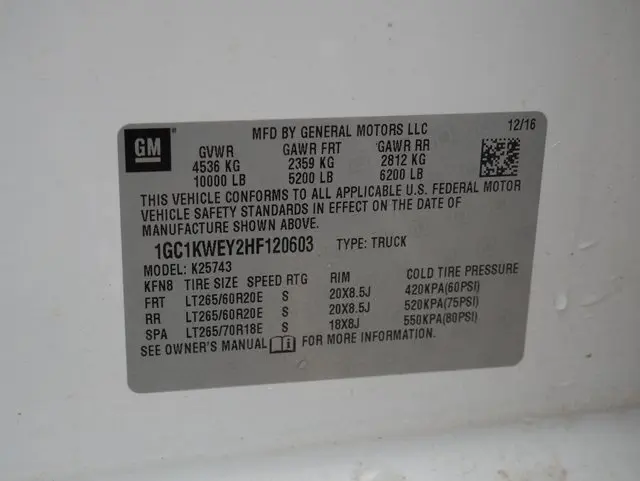 GM
MFD BY GENERAL MOTORS LLC 12/16
GVWR GAWR FRT GAWR RR
4536 KG 2359 KG 2812 KG
10000 LB 5200 LB 6200 LB
THIS VEHICLE CONFORMS TO ALL APPLICABLE U.S. FEDERAL MOTOR
VEHICLE SAFETY STANDARDS IN EFFECT ON THE DATE OF
MANUFACTURE SHOWN ABOVE.
1GC1KWEY2HF120603 TYPE: TRUCK
MODEL: K25743
KFN8 TIRE SIZE SPEED RTG RIM COLD TIRE PRESSURE
FRT LT265/60R20E S 20X8.5J 420KPA(60PSI)
RR LT265/60R20E S 20X8.5J 520KPA(75PSI)
SPA LT265/70R18E S 18X8J 550KPA(80PSI)
SEE OWNER'S MANUAL i FOR MORE INFORMATION.